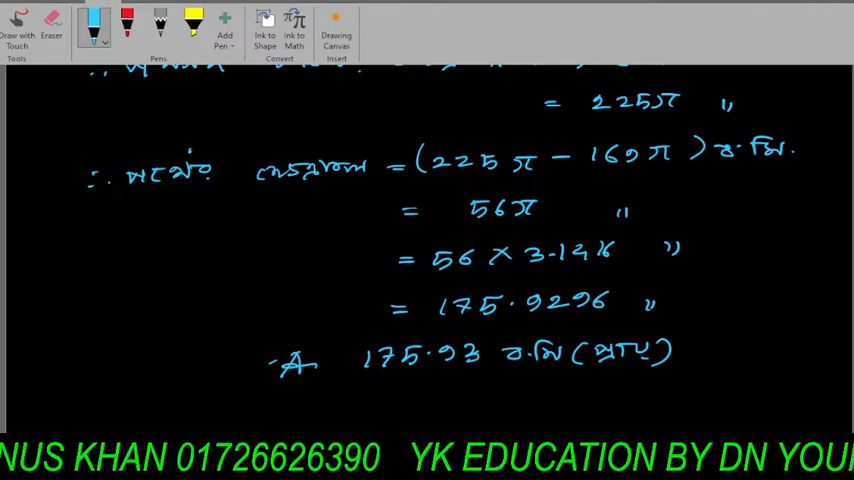 Draw with Touch
Eraser
Add Pen
Ink to Shape
Ink to Math
Drawing Canvas
Tools
Pens
Convert
Insert
= 225π "
∴ পথের ক্ষেত্রফল = (225π - 169π) ব.মি.
= 56π "
= 56 × 3.1416 "
= 175.9296 "
A 175.93 ব.মি (প্রায়)
NUS KHAN 01726626390 YK EDUCATION BY DN YOU